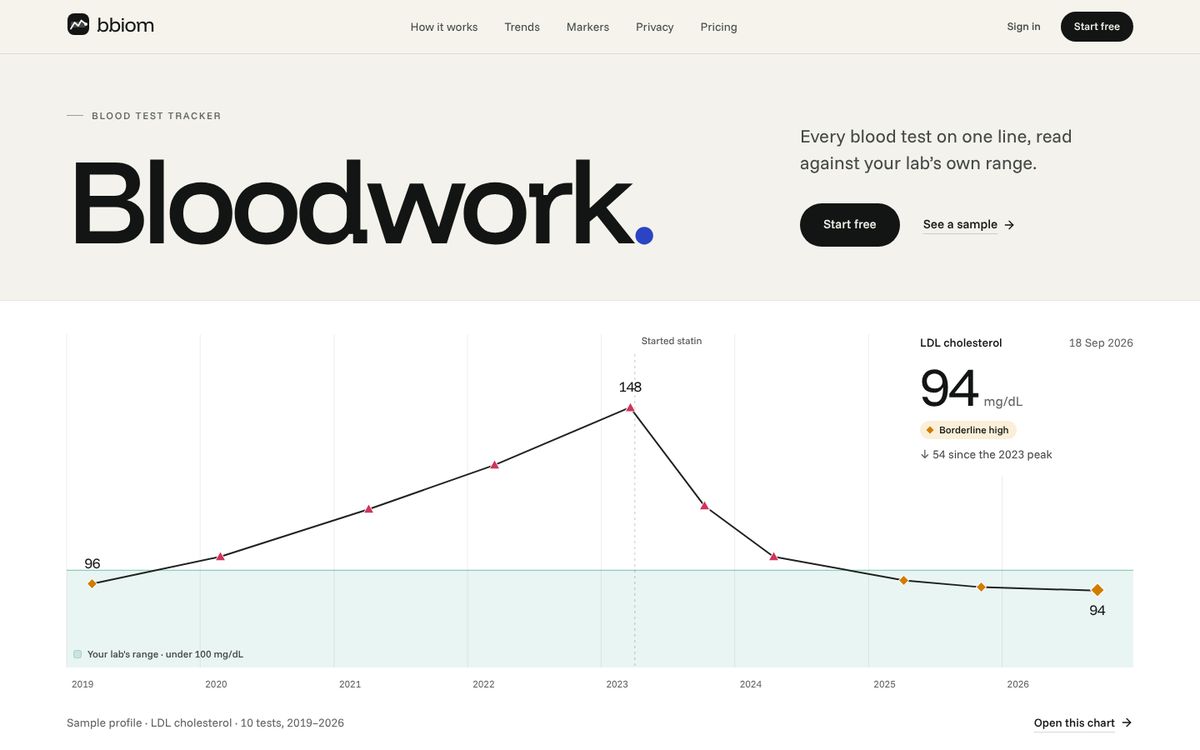 bbiom
How it works
Trends
Markers
Privacy
Pricing
Sign in
Start free
BLOOD TEST TRACKER
Bloodwork.
Every blood test on one line, read
against your lab’s own range.
Start free
See a sample →
Started statin
148
96
94
LDL cholesterol
18 Sep 2026
94 mg/dL
Borderline high
↓ 54 since the 2023 peak
Your lab's range · under 100 mg/dL
2019
2020
2021
2022
2023
2024
2025
2026
Sample profile · LDL cholesterol · 10 tests, 2019–2026
Open this chart →